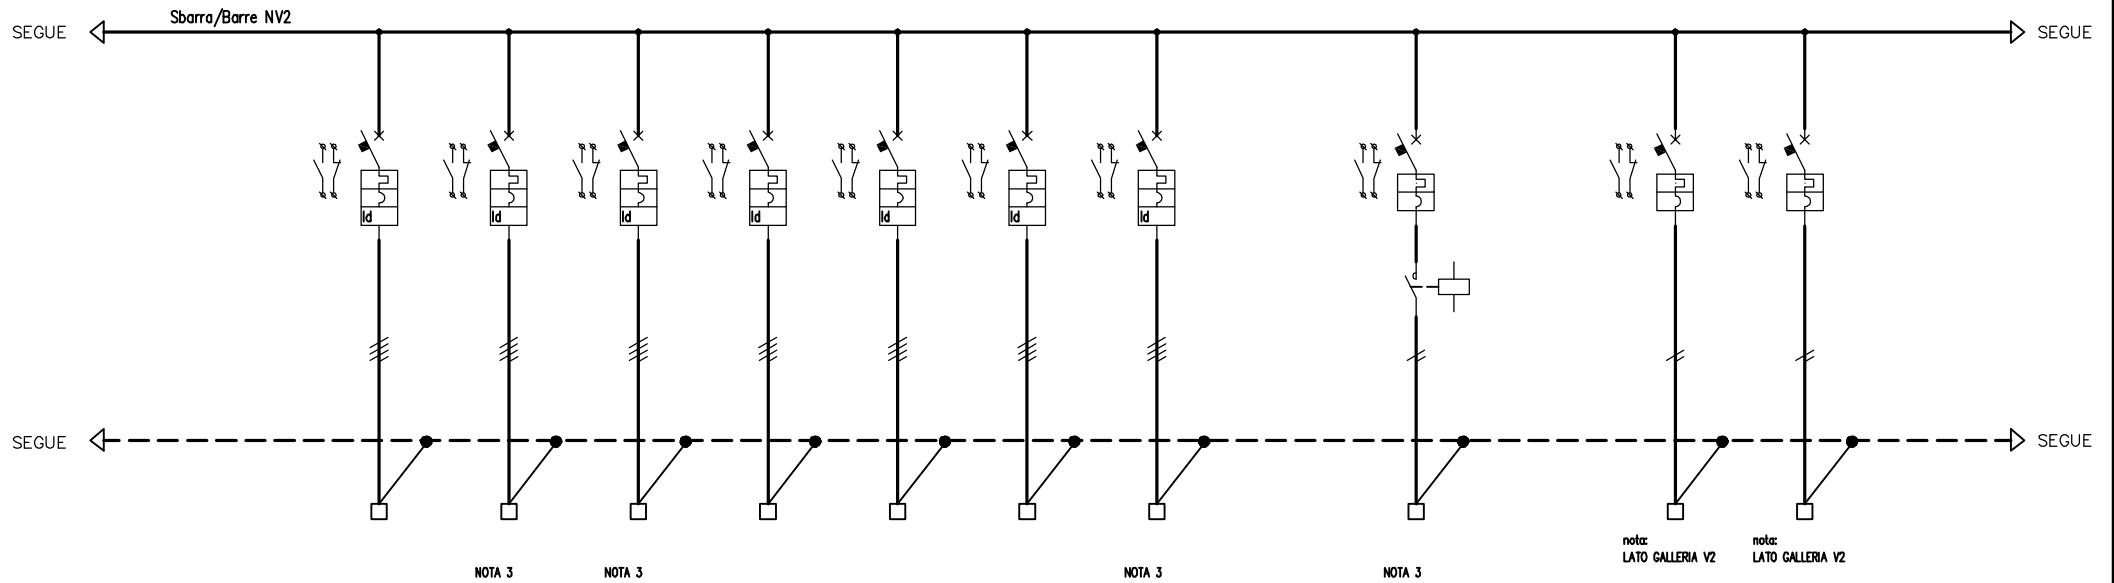 Sbarra/Barre NV2
SEGUE
SEGUE
Id Id Id Id Id Id Id
SEGUE
SEGUE
nota:
LATO GALLERIA V2
nota:
LATO GALLERIA V2
NOTA 3
NOTA 3
NOTA 3
NOTA 3